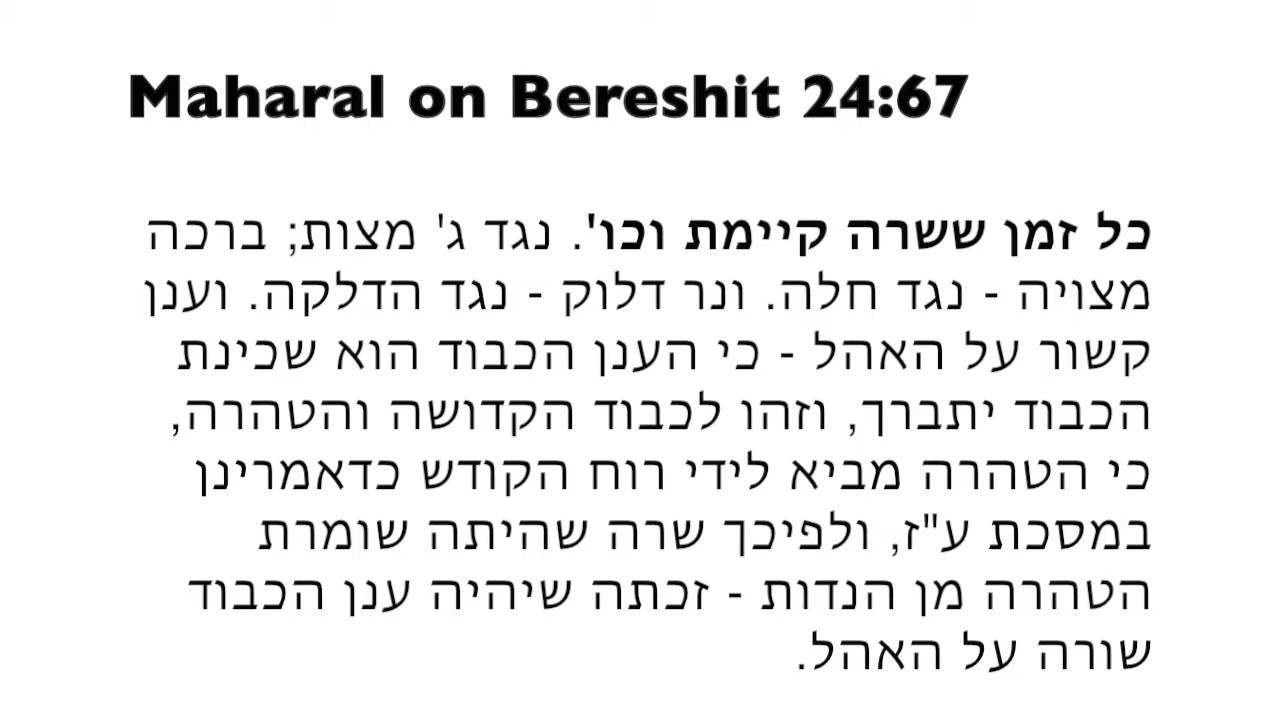 Maharal on Bereshit 24:67
כל זמן ששרה קיימת וכו'. נגד ג' מצות; ברכה
מצויה - נגד חלה. ונר דלוק - נגד הדלקה. וענן
קשור על האהל - כי הענן הכבוד הוא שכינת
הכבוד יתברך, וזהו לכבוד הקדושה והטהרה,
כי הטהרה מביא לידי רוח הקודש כדאמרינן
במסכת ע"ז, ולפיכך שרה שהיתה שומרת
הטהרה מן הנדות - זכתה שיהיה ענן הכבוד
שורה על האהל.